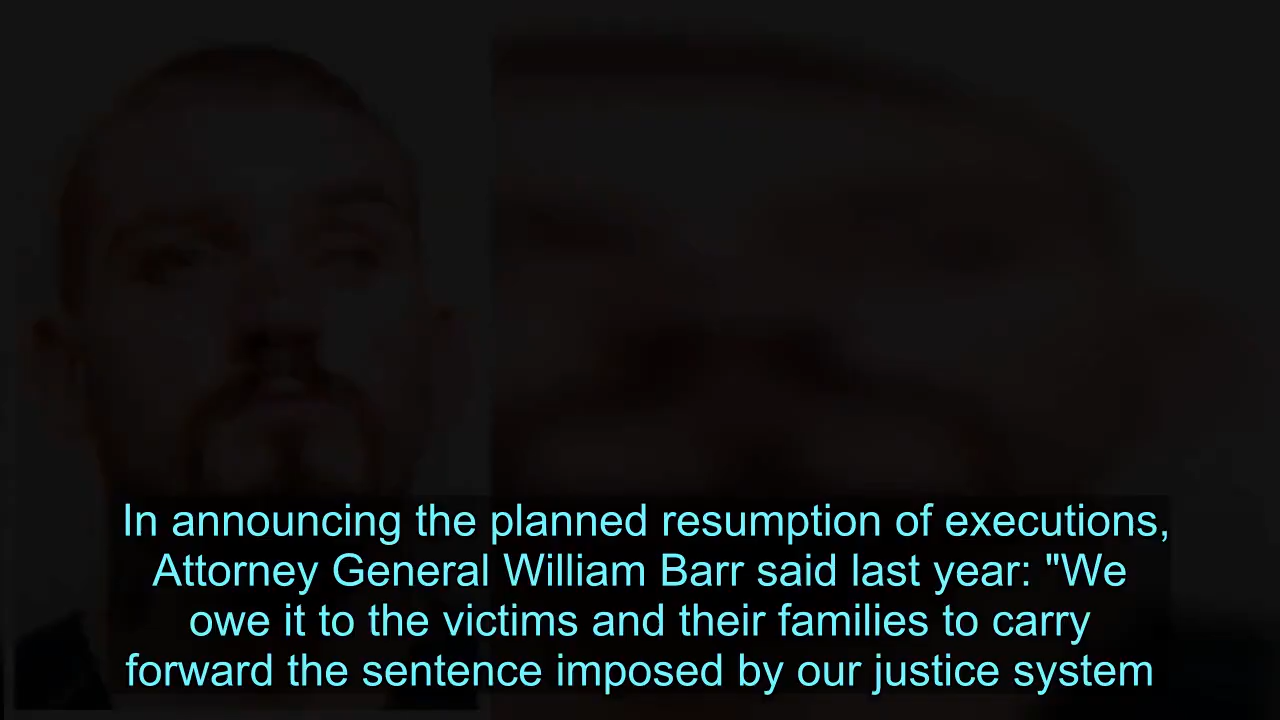 In announcing the planned resumption of executions,
Attorney General William Barr said last year: "We
owe it to the victims and their families to carry
forward the sentence imposed by our justice system